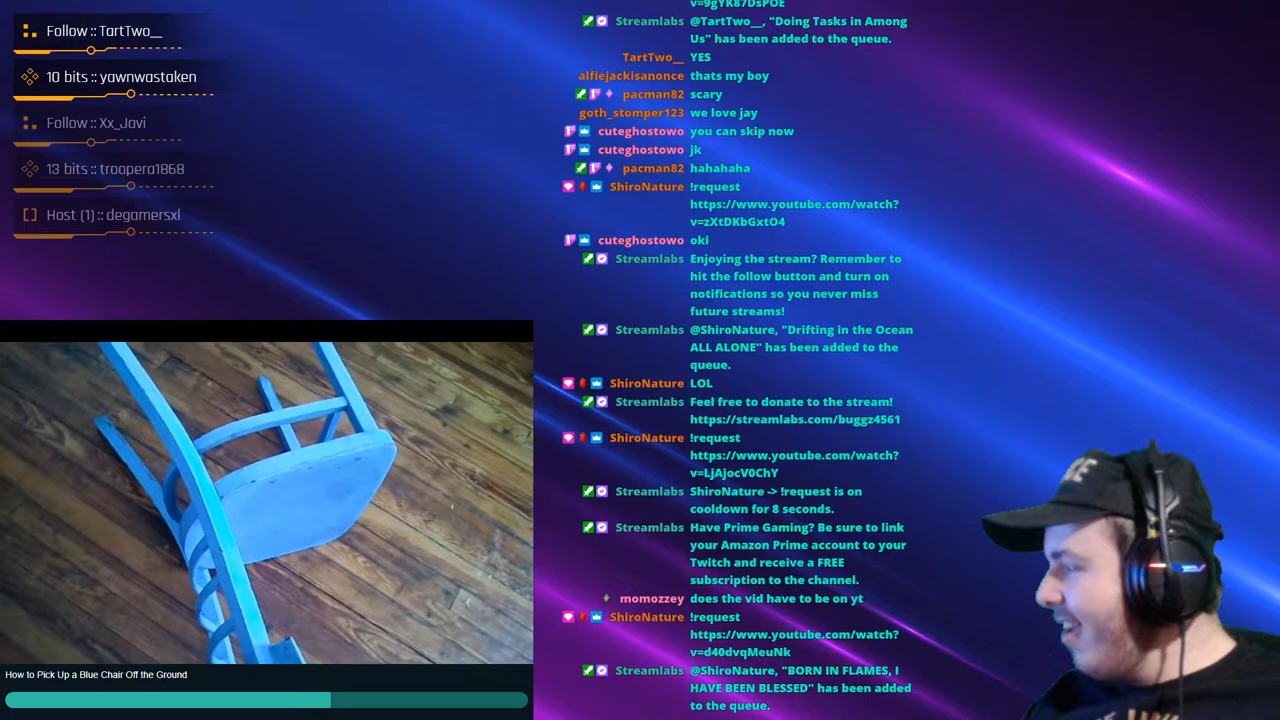 Follow :: TartTwo__
10 bits :: yawnwastaken
Follow :: Xx_Javi
13 bits :: troopera1868
Host (1) :: degamersxl
v=9gYK87DsPOE
Streamlabs @TartTwo__, "Doing Tasks in Among
Us" has been added to the queue.
TartTwo__ YES
alfiejackisanonce thats my boy
pacman82 scary
goth_stomper123 we love jay
cuteghostowo you can skip now
cuteghostowo jk
pacman82 hahahaha
ShiroNature !request
https://www.youtube.com/watch?
v=zXtDKbGxtO4
cuteghostowo oki
Streamlabs Enjoying the stream? Remember to
hit the follow button and turn on
notifications so you never miss
future streams!
Streamlabs @ShiroNature, "Drifting in the Ocean
ALL ALONE" has been added to the
queue.
ShiroNature LOL
Streamlabs Feel free to donate to the stream!
https://streamlabs.com/buggz4561
ShiroNature !request
https://www.youtube.com/watch?
v=LjAjocV0ChY
Streamlabs ShiroNature -> !request is on
cooldown for 8 seconds.
Streamlabs Have Prime Gaming? Be sure to link
your Amazon Prime account to your
Twitch and receive a FREE
subscription to the channel.
momozzey does the vid have to be on yt
ShiroNature !request
https://www.youtube.com/watch?
v=d40dvqMeuNk
Streamlabs @ShiroNature, "BORN IN FLAMES, I
HAVE BEEN BLESSED" has been added
to the queue.
How to Pick Up a Blue Chair Off the Ground